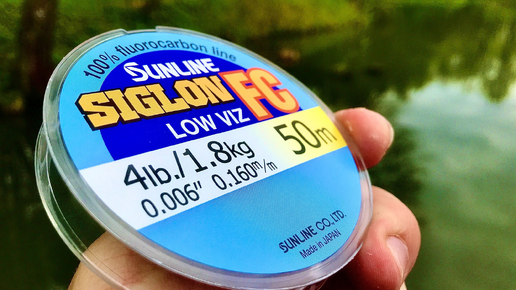 100% fluorocarbon line
SUNLINE
SIGLON FC
LOW VIZ
4lb./1.8kg 50m
0.006" 0.160m/m
SUNLINE CO.,LTD.
Made in JAPAN